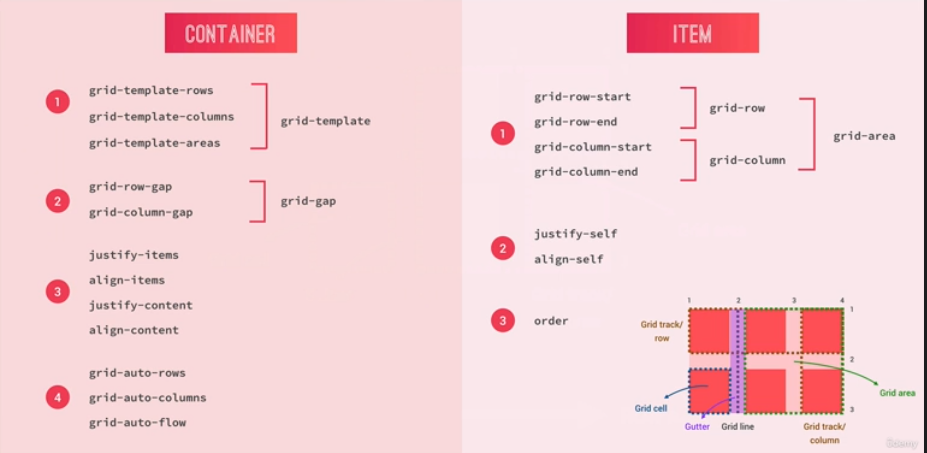 CONTAINER
1
grid-template-rows
grid-template-columns
grid-template-areas
grid-template
2
grid-row-gap
grid-column-gap
grid-gap
3
justify-items
align-items
justify-content
align-content
4
grid-auto-rows
grid-auto-columns
grid-auto-flow
ITEM
1
grid-row-start
grid-row-end
grid-column-start
grid-column-end
grid-row
grid-column
grid-area
2
justify-self
align-self
3
order
1 2 3 4
1
2
3
Grid track/
row
Grid cell
Gutter
Grid line
Grid track/
column
Grid area
ûdemy